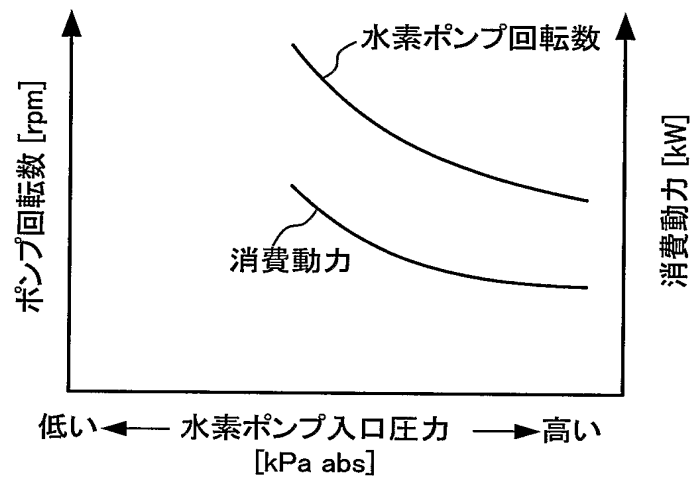 水素ポンプ回転数
ポンプ回転数 [rpm]
消費動力 [kW]
消費動力
低い 水素ポンプ入口圧力 高い
[kPa abs]